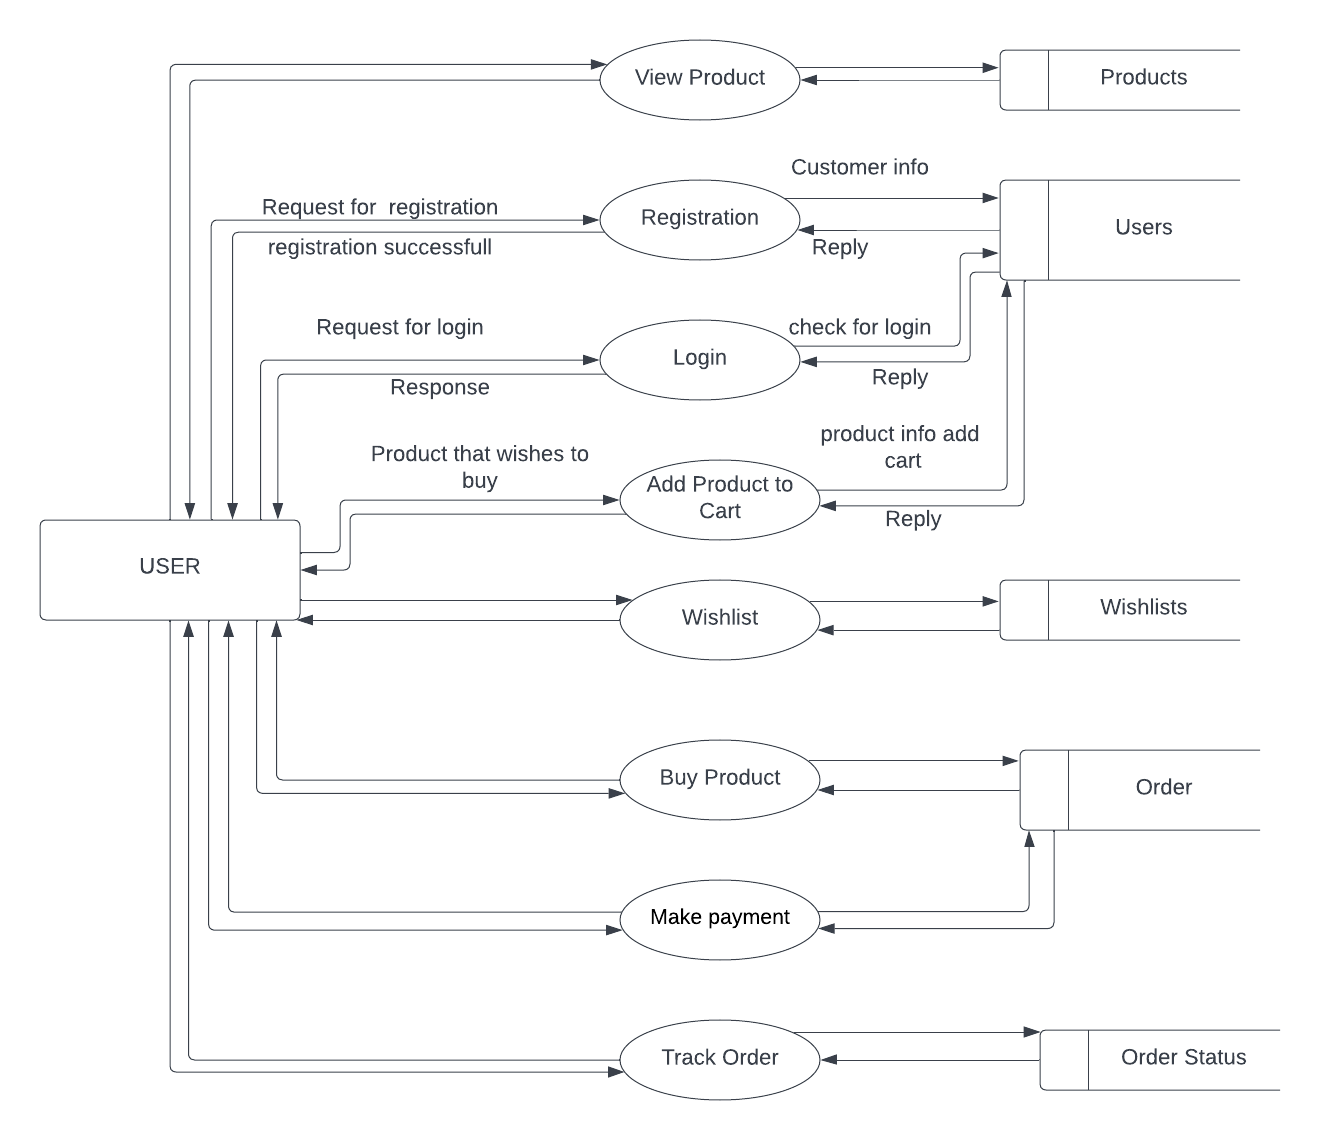 View Product
Products
Customer info
Request for  registration
Registration
Users
registration successfull
Reply
Request for login
check for login
Login
Response
Reply
product info add
cart
Product that wishes to
buy
Add Product to
Cart
Reply
USER
Wishlist
Wishlists
Buy Product
Order
Make payment
Track Order
Order Status